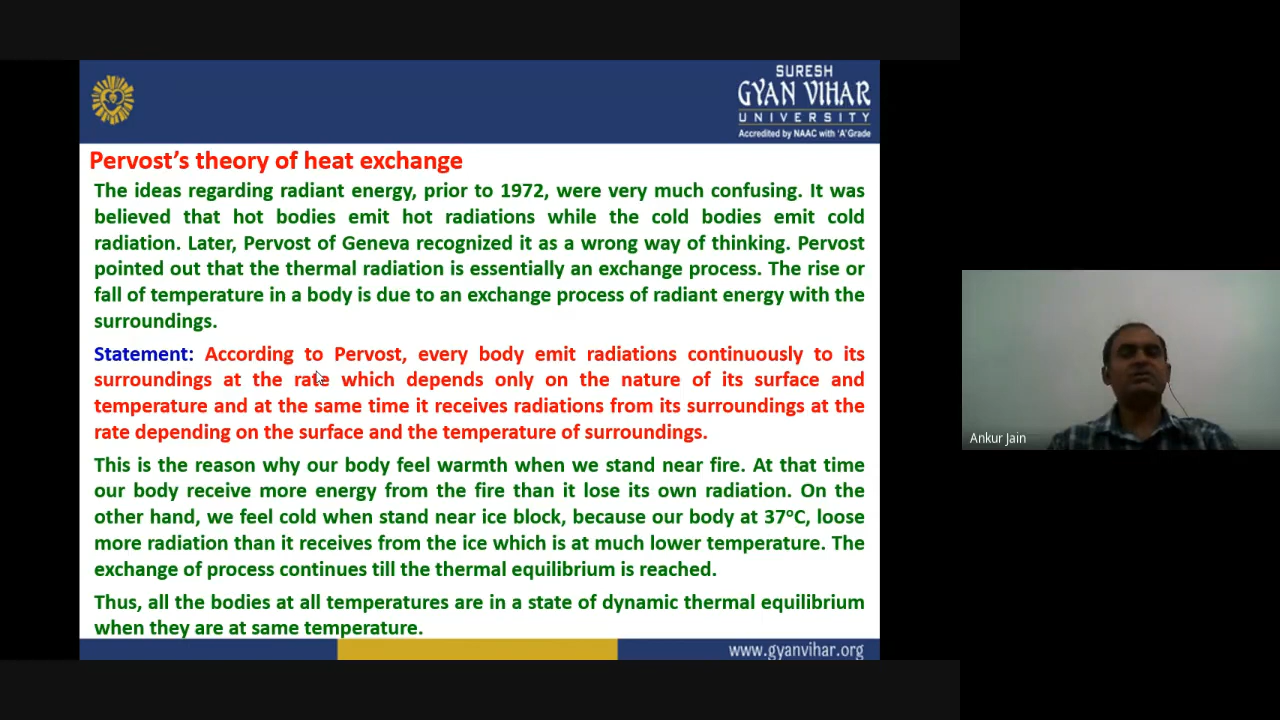 SURESH
GYAN VIHAR
UNIVERSITY
Accredited by NAAC with 'A' Grade
Pervost's theory of heat exchange
The ideas regarding radiant energy, prior to 1972, were very much confusing. It was
believed that hot bodies emit hot radiations while the cold bodies emit cold
radiation. Later, Pervost of Geneva recognized it as a wrong way of thinking. Pervost
pointed out that the thermal radiation is essentially an exchange process. The rise or
fall of temperature in a body is due to an exchange process of radiant energy with the
surroundings.
Statement: According to Pervost, every body emit radiations continuously to its
surroundings at the rate which depends only on the nature of its surface and
temperature and at the same time it receives radiations from its surroundings at the
rate depending on the surface and the temperature of surroundings.
This is the reason why our body feel warmth when we stand near fire. At that time
our body receive more energy from the fire than it lose its own radiation. On the
other hand, we feel cold when stand near ice block, because our body at 37°C, loose
more radiation than it receives from the ice which is at much lower temperature. The
exchange of process continues till the thermal equilibrium is reached.
Thus, all the bodies at all temperatures are in a state of dynamic thermal equilibrium
when they are at same temperature.
www.gyanvihar.org
Ankur Jain